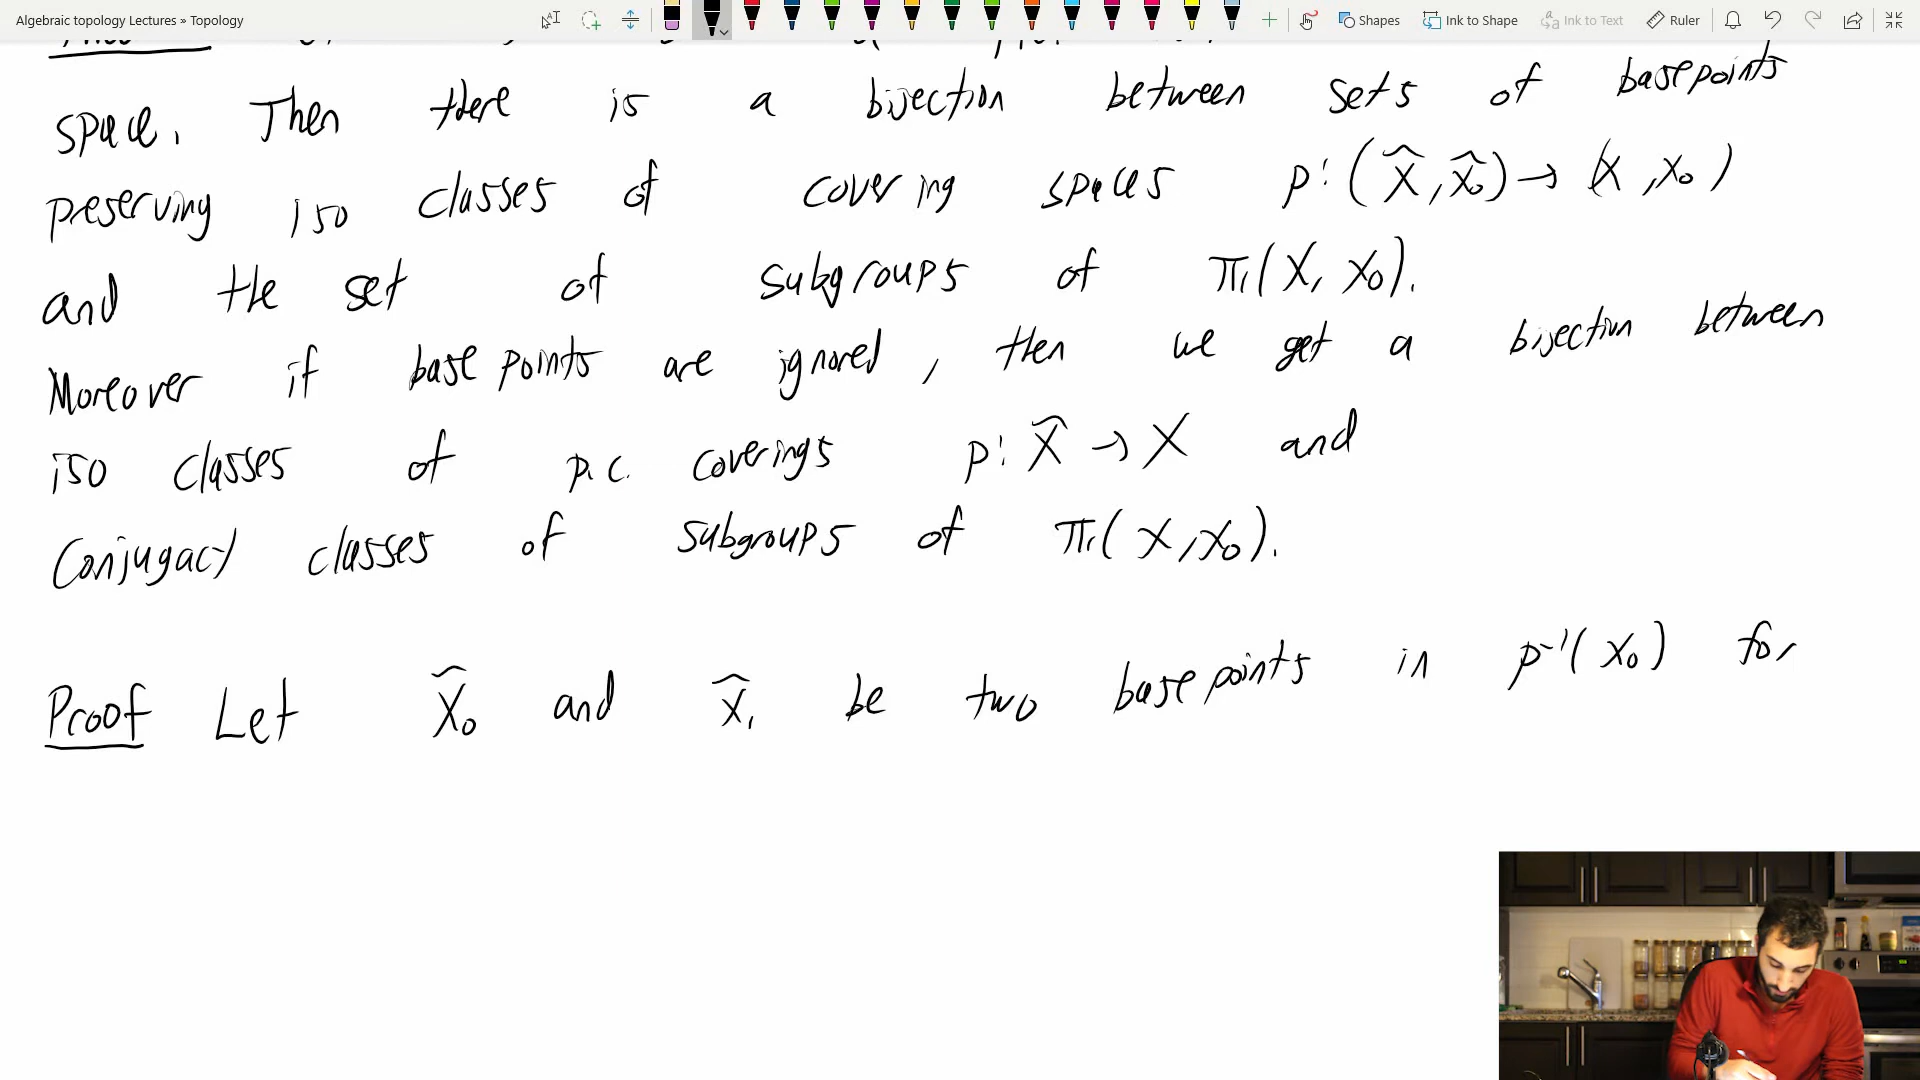 Algebraic topology Lectures » Topology
Shapes
Ink to Shape
Ink to Text
Ruler
space. Then there is a bijection between sets of basepoints
preserving iso classes of covering spaces p: (X̂, x̂₀) → (X, x₀)
and the set of subgroups of π₁(X, x₀).
Moreover if base points are ignored, then we get a bijection between
iso classes of p.c. coverings p: X̂ → X and
Conjugacy classes of subgroups of π₁(X, x₀).
Proof Let x̂₀ and x̂₁ be two base points in p⁻¹(x₀) for